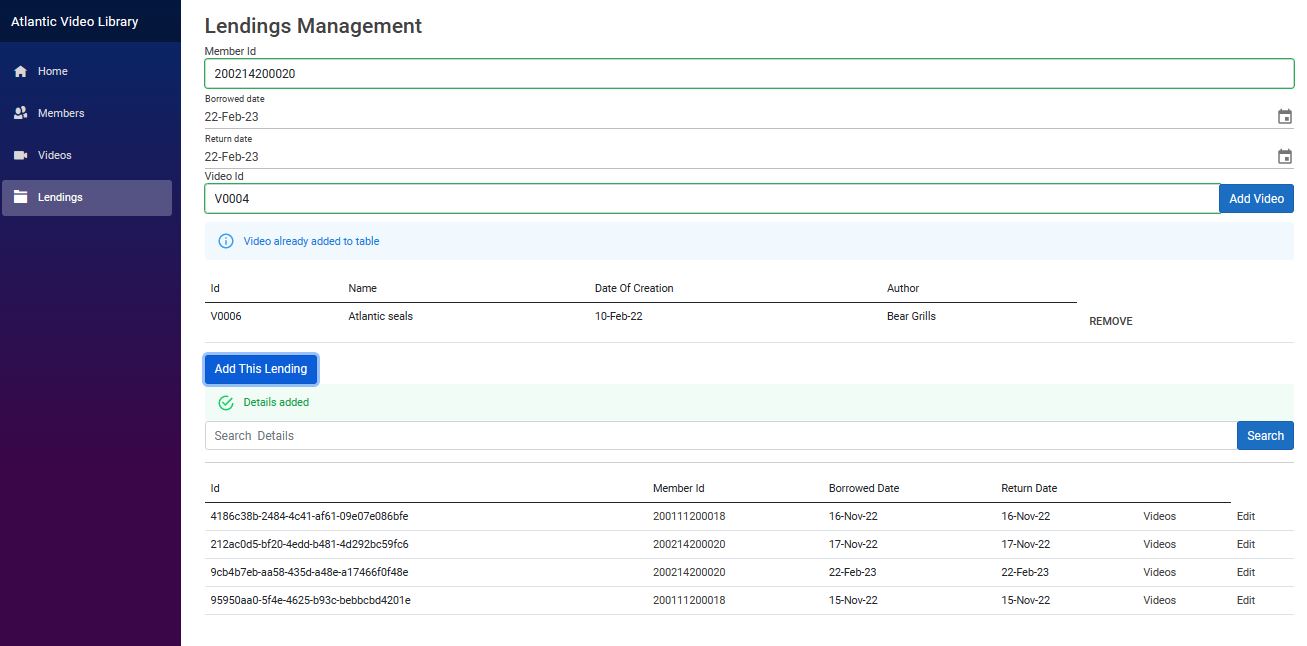 Atlantic Video Library
Home
Members
Videos
Lendings
Lendings Management
Member Id
200214200020
Borrowed date
22-Feb-23
Return date
22-Feb-23
Video Id
V0004 Add Video
Video already added to table
Id Name Date Of Creation Author
V0006 Atlantic seals 10-Feb-22 Bear Grills REMOVE
Add This Lending
Details added
Search Details Search
Id Member Id Borrowed Date Return Date
4186c38b-2484-4c41-af61-09e07e086bfe 200111200018 16-Nov-22 16-Nov-22 Videos Edit
212ac0d5-bf20-4edd-b481-4d292bc59fc6 200214200020 17-Nov-22 17-Nov-22 Videos Edit
9cb4b7eb-aa58-435d-a48e-a17466f0f48e 200214200020 22-Feb-23 22-Feb-23 Videos Edit
95950aa0-5f4e-4625-b93c-bebbcbd4201e 200111200018 15-Nov-22 15-Nov-22 Videos Edit